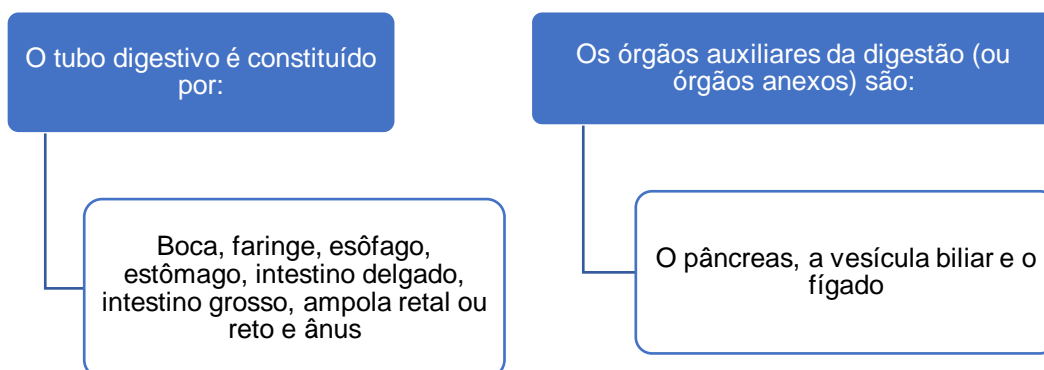 O tubo digestivo é constituído
por:
Boca, faringe, esôfago,
estômago, intestino delgado,
intestino grosso, ampola retal ou
reto e ânus
Os órgãos auxiliares da digestão (ou
órgãos anexos) são:
O pâncreas, a vesícula biliar e o
fígado